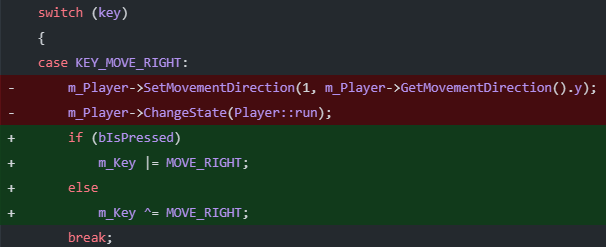 switch (key)
{
case KEY_MOVE_RIGHT:
- m_Player->SetMovementDirection(1, m_Player->GetMovementDirection().y);
- m_Player->ChangeState(Player::run);
+ if (bIsPressed)
+ m_Key |= MOVE_RIGHT;
+ else
+ m_Key ^= MOVE_RIGHT;
break;